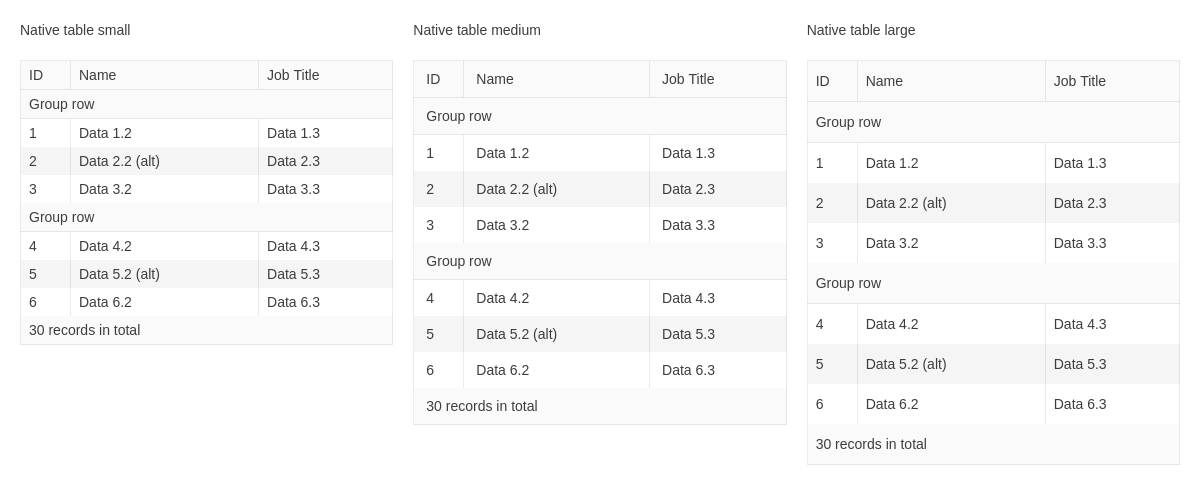 Native table small
ID Name Job Title
Group row
1 Data 1.2 Data 1.3
2 Data 2.2 (alt) Data 2.3
3 Data 3.2 Data 3.3
Group row
4 Data 4.2 Data 4.3
5 Data 5.2 (alt) Data 5.3
6 Data 6.2 Data 6.3
30 records in total
Native table medium
ID Name Job Title
Group row
1 Data 1.2 Data 1.3
2 Data 2.2 (alt) Data 2.3
3 Data 3.2 Data 3.3
Group row
4 Data 4.2 Data 4.3
5 Data 5.2 (alt) Data 5.3
6 Data 6.2 Data 6.3
30 records in total
Native table large
ID Name Job Title
Group row
1 Data 1.2 Data 1.3
2 Data 2.2 (alt) Data 2.3
3 Data 3.2 Data 3.3
Group row
4 Data 4.2 Data 4.3
5 Data 5.2 (alt) Data 5.3
6 Data 6.2 Data 6.3
30 records in total